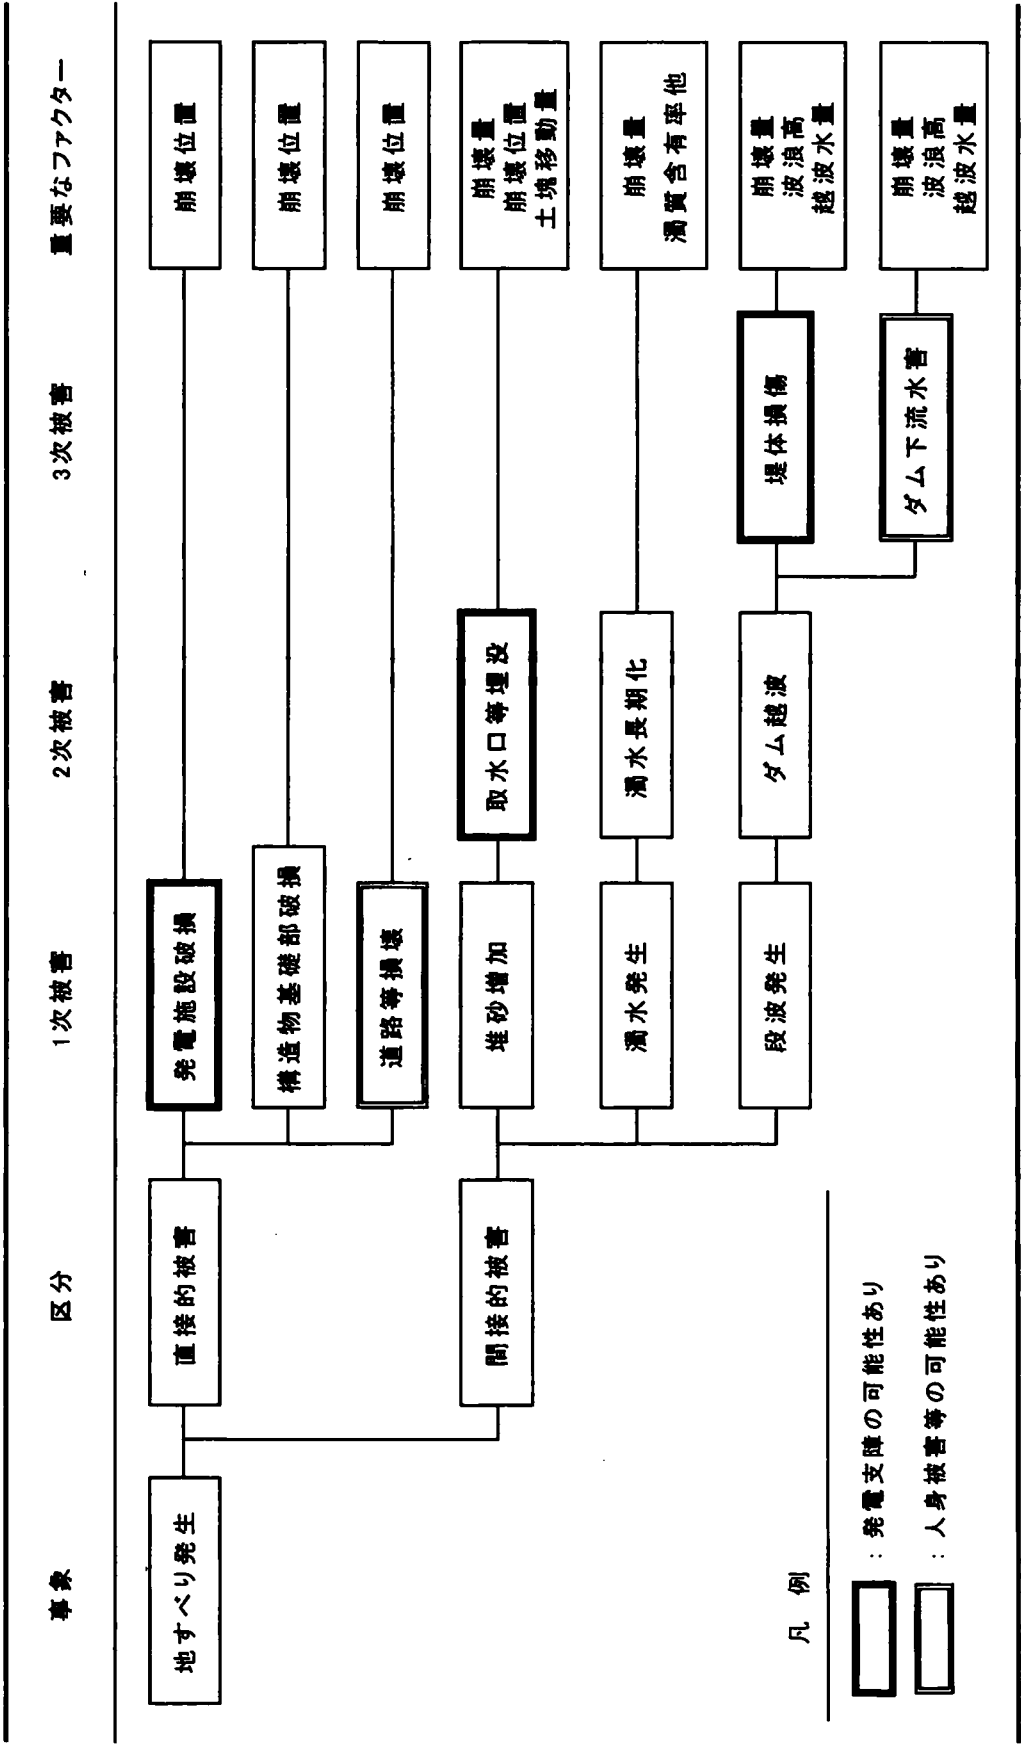 事象
区分
1次被害
2次被害
3次被害
重要なファクター
地すべり発生
直接的被害
発電施設破損
崩壊位置
構造物基礎部破損
崩壊位置
道路等損壊
崩壊位置
間接的被害
堆砂増加
取水口等埋没
崩壊量
崩壊位置
土塊移動量
濁水発生
濁水長期化
崩壊量
濁質含有率他
段波発生
ダム越波
堤体損傷
崩壊量
波浪高
越波水量
ダム下流水害
崩壊量
波浪高
越波水量
凡 例
：発電支障の可能性あり
：人身被害等の可能性あり